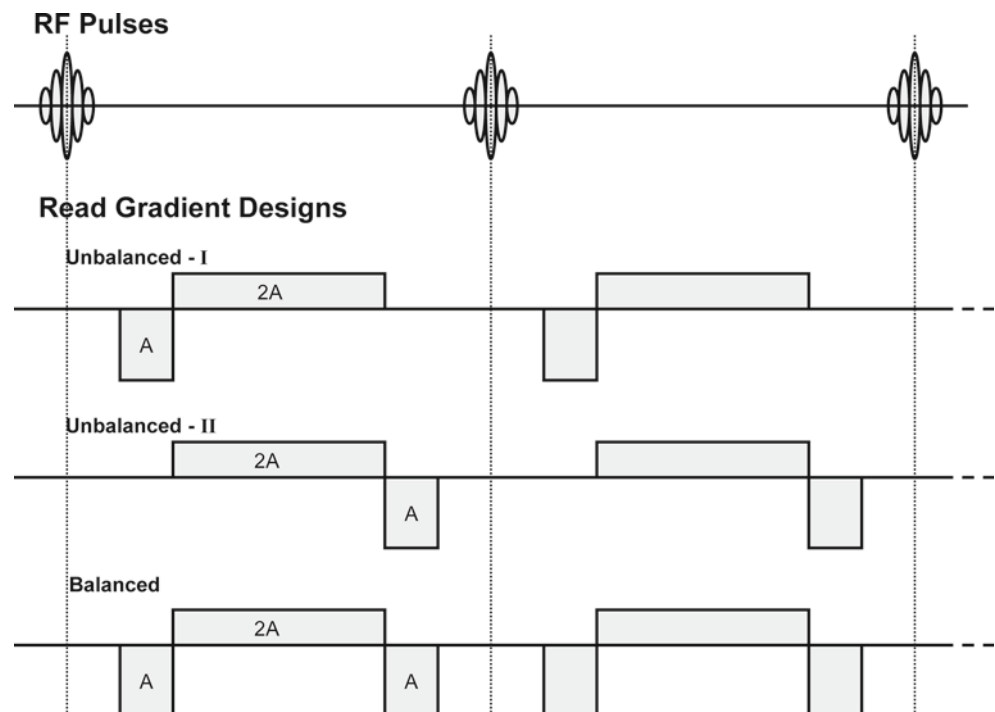 RF Pulses
Read Gradient Designs
Unbalanced - I
2A
A
Unbalanced - II
2A
A
Balanced
2A
A
A